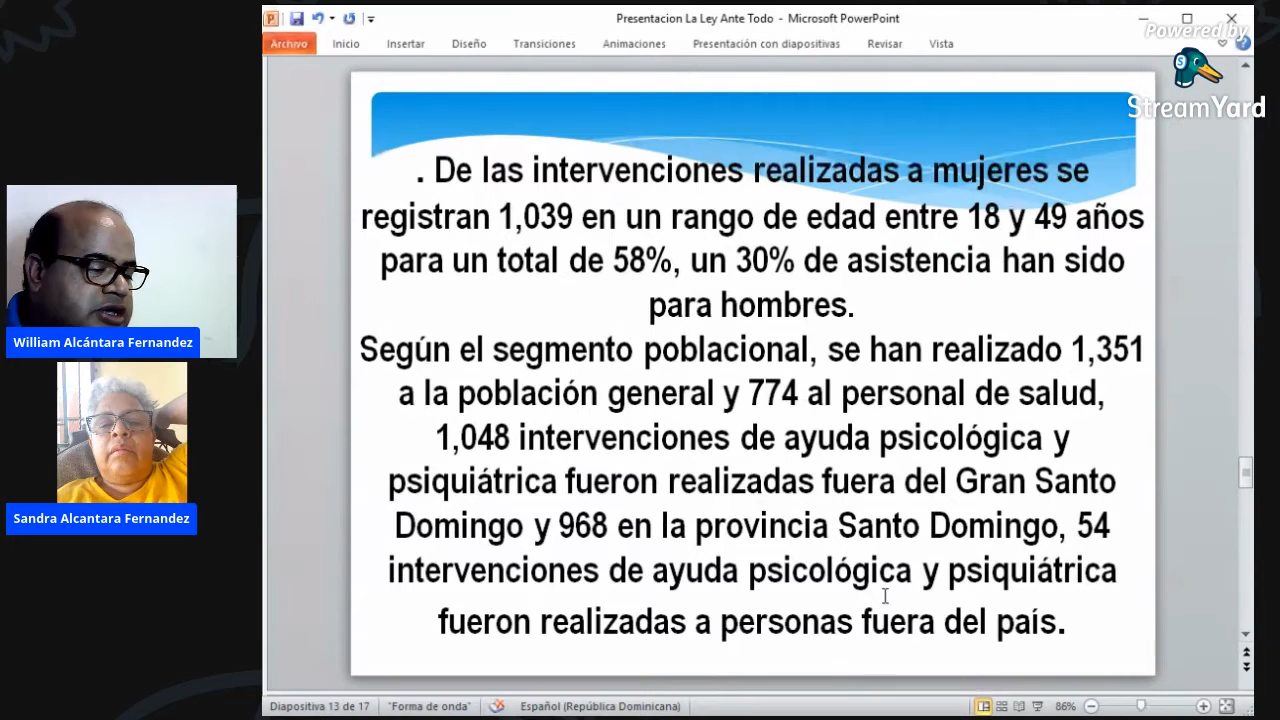 Presentacion La Ley Ante Todo - Microsoft PowerPoint
Archivo Inicio Insertar Diseño Transiciones Animaciones Presentación con diapositivas Revisar Vista
Powered by
StreamYard
. De las intervenciones realizadas a mujeres se
registran 1,039 en un rango de edad entre 18 y 49 años
para un total de 58%, un 30% de asistencia han sido
para hombres.
Según el segmento poblacional, se han realizado 1,351
a la población general y 774 al personal de salud,
1,048 intervenciones de ayuda psicológica y
psiquiátrica fueron realizadas fuera del Gran Santo
Domingo y 968 en la provincia Santo Domingo, 54
intervenciones de ayuda psicológica y psiquiátrica
fueron realizadas a personas fuera del país.
William Alcántara Fernandez
Sandra Alcantara Fernandez
Diapositiva 13 de 17 "Forma de onda" Español (República Dominicana) 86%